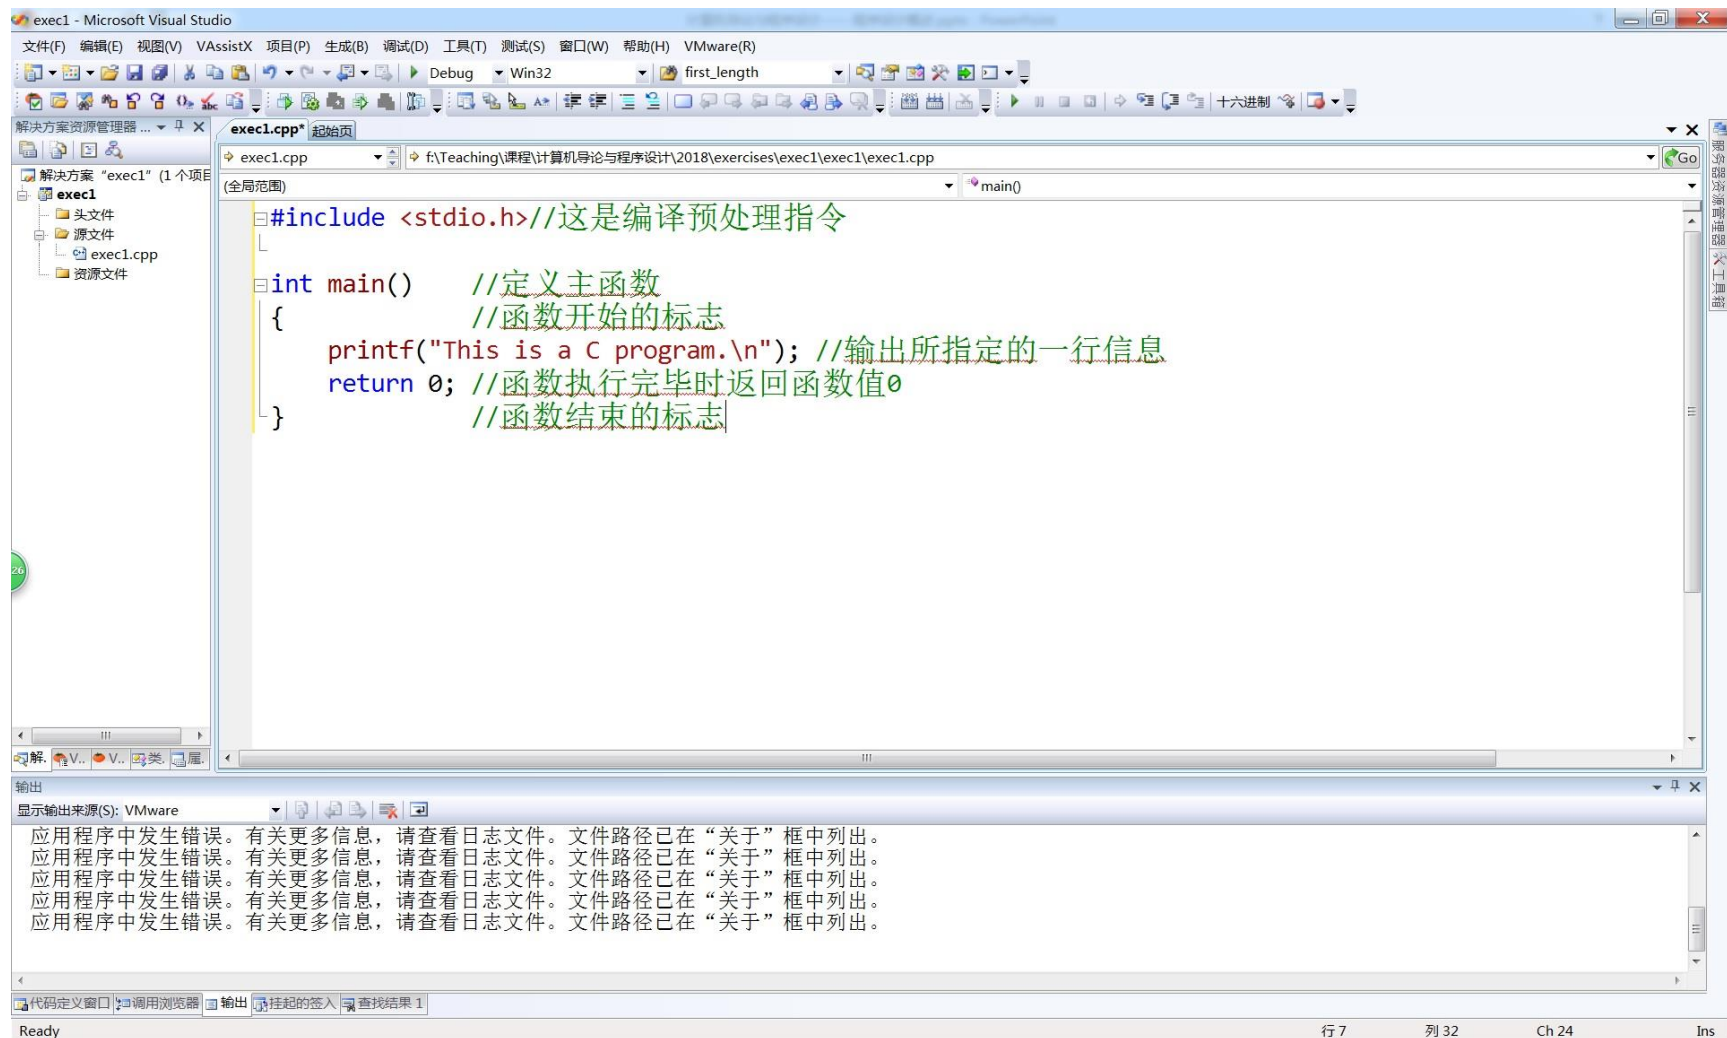 exec1 - Microsoft Visual Studio
文件(F) 编辑(E) 视图(V) VAssistX 项目(P) 生成(B) 调试(D) 工具(T) 测试(S) 窗口(W) 帮助(H) VMware(R)
Debug Win32 first_length
十六进制
解决方案资源管理器...
exec1.cpp* 起始页
exec1.cpp f:\Teaching\课程\计算机导论与程序设计\2018\exercises\exec1\exec1\exec1.cpp Go
(全局范围) main()
解决方案 "exec1" (1 个项目
exec1
头文件
源文件
exec1.cpp
资源文件
#include <stdio.h>//这是编译预处理指令
int main() //定义主函数
{ //函数开始的标志
printf("This is a C program.\n"); //输出所指定的一行信息
return 0; //函数执行完毕时返回函数值0
} //函数结束的标志
服务器资源管理器
工具箱
26
解. V.. V.. 类. 属.
输出
显示输出来源(S): VMware
应用程序中发生错误。有关更多信息，请查看日志文件。文件路径已在“关于”框中列出。
应用程序中发生错误。有关更多信息，请查看日志文件。文件路径已在“关于”框中列出。
应用程序中发生错误。有关更多信息，请查看日志文件。文件路径已在“关于”框中列出。
应用程序中发生错误。有关更多信息，请查看日志文件。文件路径已在“关于”框中列出。
应用程序中发生错误。有关更多信息，请查看日志文件。文件路径已在“关于”框中列出。
代码定义窗口 调用浏览器 输出 挂起的签入 查找结果 1
Ready 行 7 列 32 Ch 24 Ins